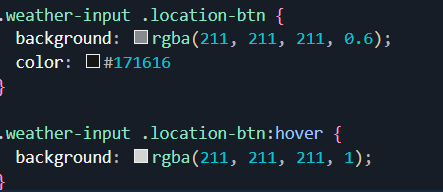 .weather-input .location-btn {
background: rgba(211, 211, 211, 0.6);
color: #171616
}
.weather-input .location-btn:hover {
background: rgba(211, 211, 211, 1);
}